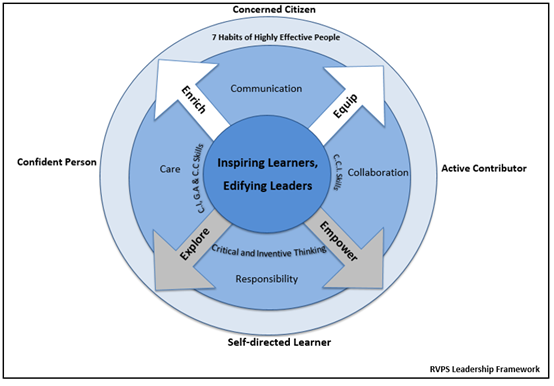 Concerned Citizen
7 Habits of Highly Effective People
Enrich
Communication
Equip
Confident Person
Care
C.I, G.A & C.C Skills
Inspiring Learners,
Edifying Leaders
C.C.I. Skills
Collaboration
Active Contributor
Explore
Critical and Inventive Thinking
Empower
Responsibility
Self-directed Learner
RVPS Leadership Framework